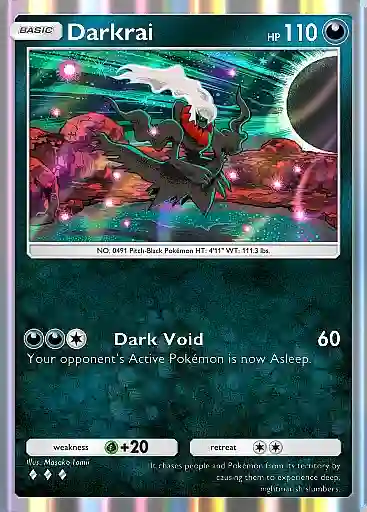 BASIC Darkrai HP 110
NO. 0491 Pitch-Black Pokémon HT: 4'11" WT: 111.3 lbs.
Dark Void 60
Your opponent's Active Pokémon is now Asleep.
weakness +20 retreat
Illus. Masako Tomii
It chases people and Pokémon from its territory by
causing them to experience deep,
nightmarish slumbers.